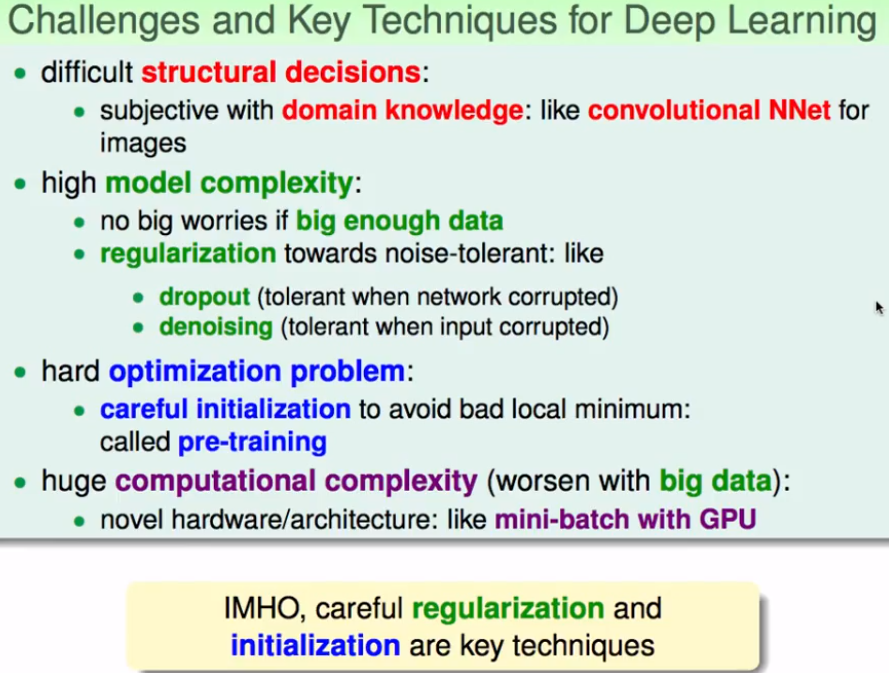 Challenges and Key Techniques for Deep Learning
• difficult structural decisions:
• subjective with domain knowledge: like convolutional NNet for
images
• high model complexity:
• no big worries if big enough data
• regularization towards noise-tolerant: like
• dropout (tolerant when network corrupted)
• denoising (tolerant when input corrupted)
• hard optimization problem:
• careful initialization to avoid bad local minimum:
called pre-training
• huge computational complexity (worsen with big data):
• novel hardware/architecture: like mini-batch with GPU
IMHO, careful regularization and
initialization are key techniques